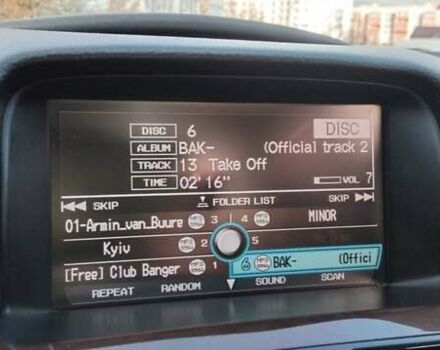 DISC 6 DISC
ALBUM BAK- (Official track 2
TRACK 13 Take Off
TIME 02'16" VOL 7
SKIP FOLDER LIST SKIP
01-Armin_van_Buure 3 4 MINOR
Kyiv 2 5
[Free] Club Banger 1 6 BAK- (Offici
REPEAT RANDOM SOUND SCAN